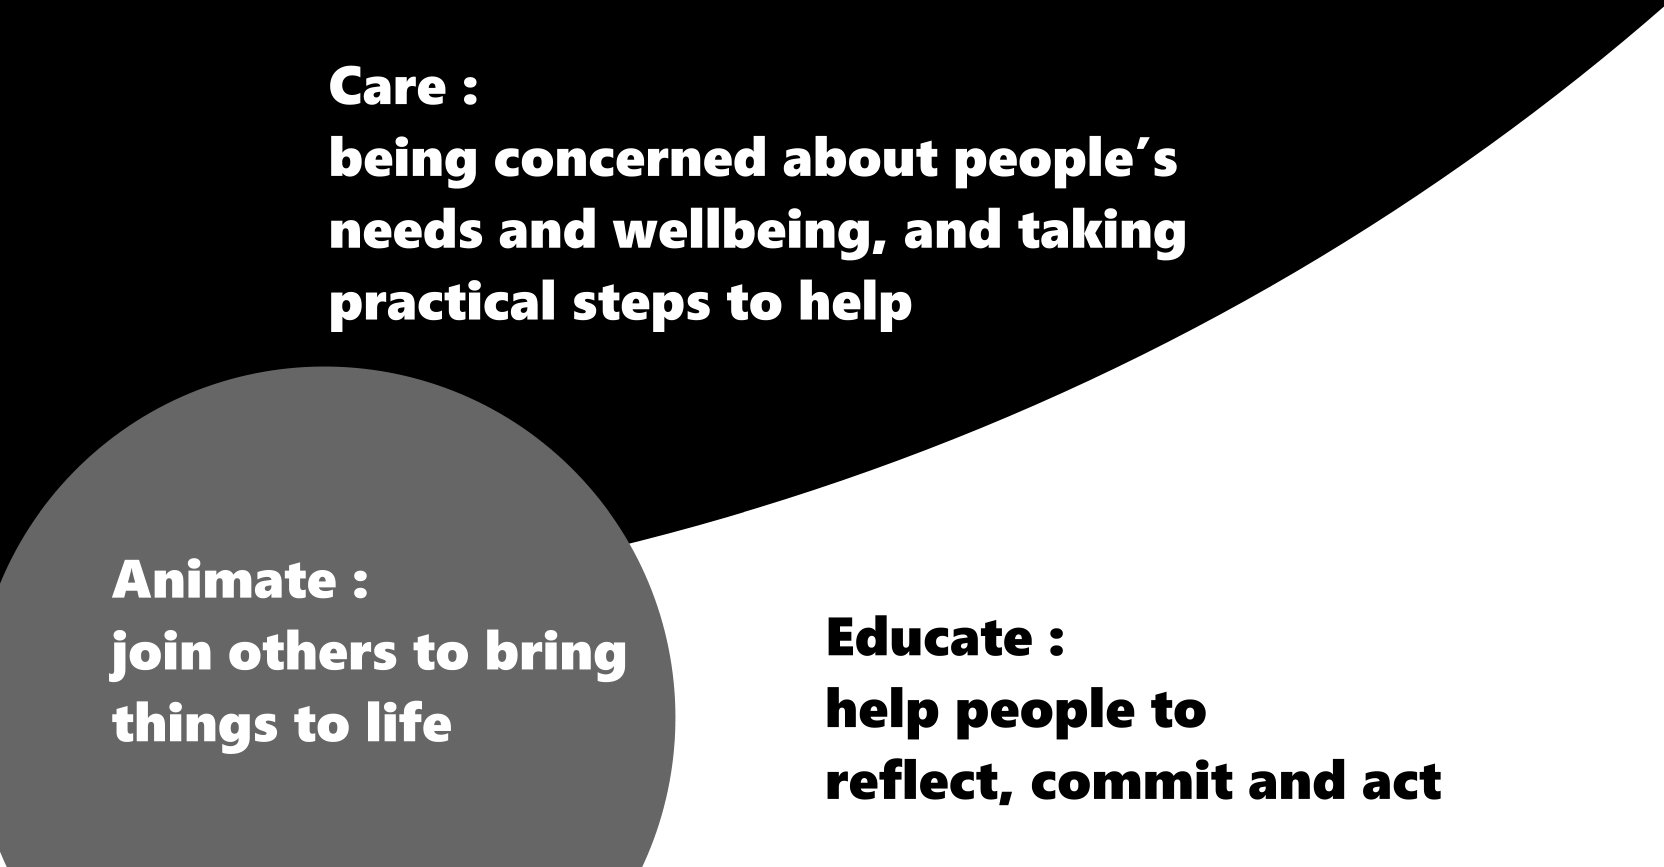 Care :
being concerned about people’s
needs and wellbeing, and taking
practical steps to help
Animate :
join others to bring
things to life
Educate :
help people to
reflect, commit and act